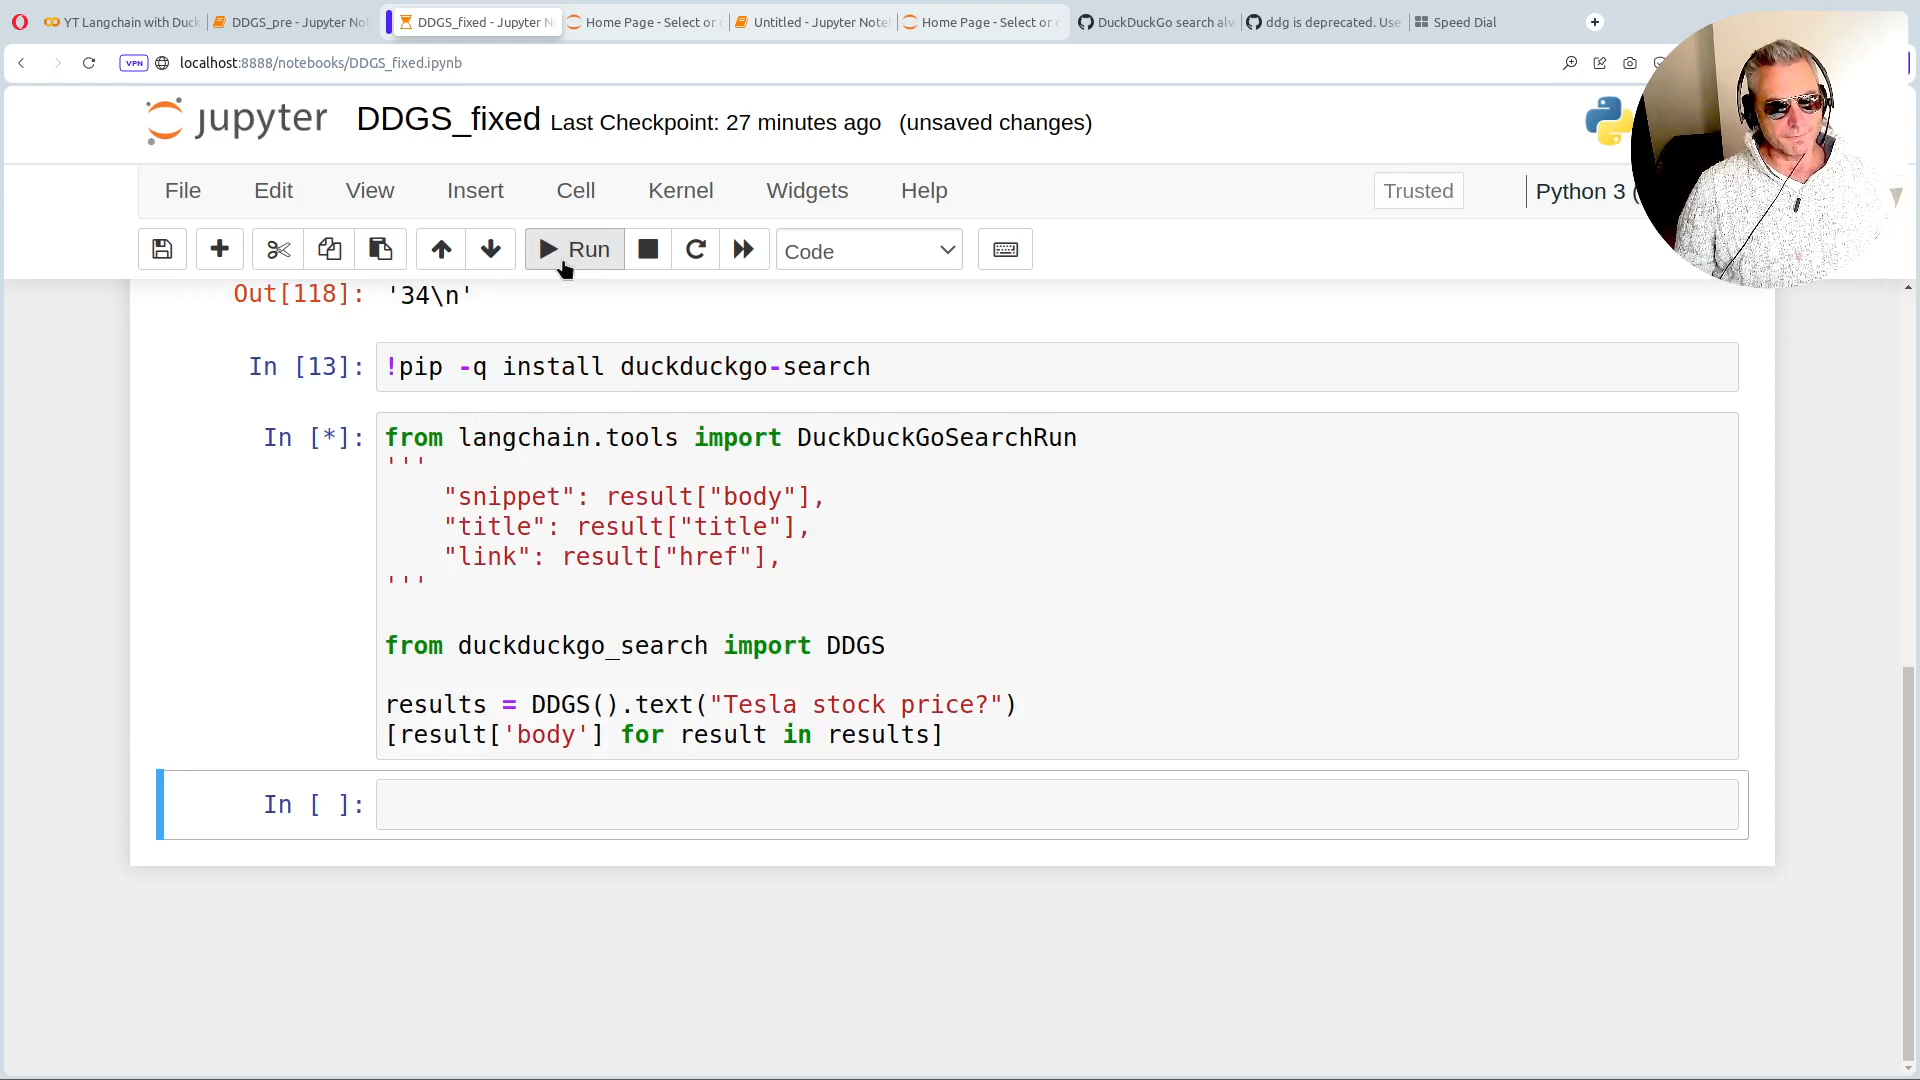 YT Langchain with Duck
DDGS_pre - Jupyter Not
DDGS_fixed - Jupyter N
Home Page - Select or c
Untitled - Jupyter Note
Home Page - Select or c
DuckDuckGo search alw
ddg is deprecated. Use
Speed Dial
VPN
localhost:8888/notebooks/DDGS_fixed.ipynb
jupyter
DDGS_fixed Last Checkpoint: 27 minutes ago (unsaved changes)
File Edit View Insert Cell Kernel Widgets Help
Trusted
Python 3 (
Run
Code
Out[118]: '34\n'
In [13]: !pip -q install duckduckgo-search
In [*]: from langchain.tools import DuckDuckGoSearchRun
'''
"snippet": result["body"],
"title": result["title"],
"link": result["href"],
'''
from duckduckgo_search import DDGS
results = DDGS().text("Tesla stock price?")
[result['body'] for result in results]
In [ ]: